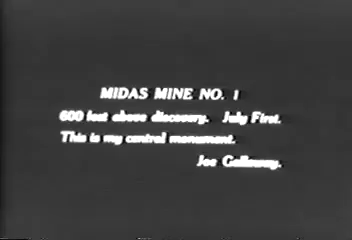 MIDAS MINE NO. 1
600 feet above discovery. July First.
This is my central monument.
Joe Galloway.